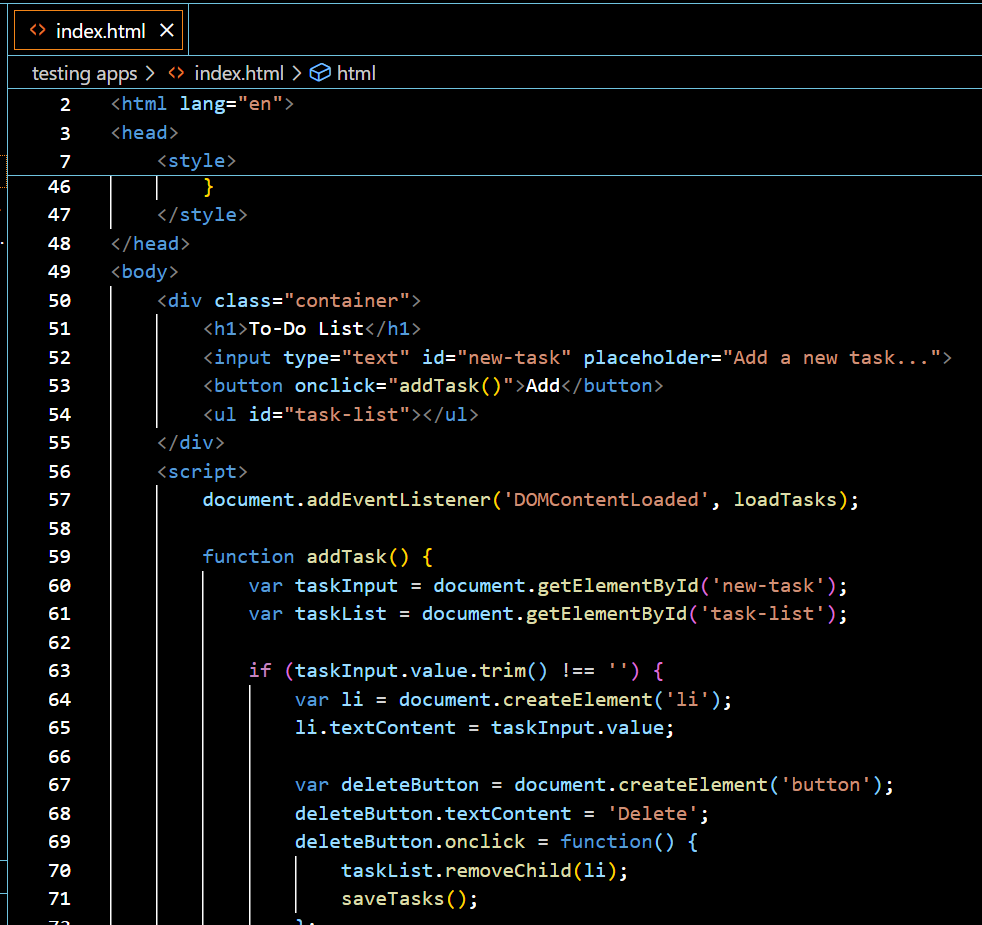 index.html
testing apps > index.html > html
2 <html lang="en">
3 <head>
7     <style>
46         }
47     </style>
48 </head>
49 <body>
50     <div class="container">
51         <h1>To-Do List</h1>
52         <input type="text" id="new-task" placeholder="Add a new task...">
53         <button onclick="addTask()">Add</button>
54         <ul id="task-list"></ul>
55     </div>
56     <script>
57         document.addEventListener('DOMContentLoaded', loadTasks);
58
59         function addTask() {
60             var taskInput = document.getElementById('new-task');
61             var taskList = document.getElementById('task-list');
62
63             if (taskInput.value.trim() !== '') {
64                 var li = document.createElement('li');
65                 li.textContent = taskInput.value;
66
67                 var deleteButton = document.createElement('button');
68                 deleteButton.textContent = 'Delete';
69                 deleteButton.onclick = function() {
70                     taskList.removeChild(li);
71                     saveTasks();